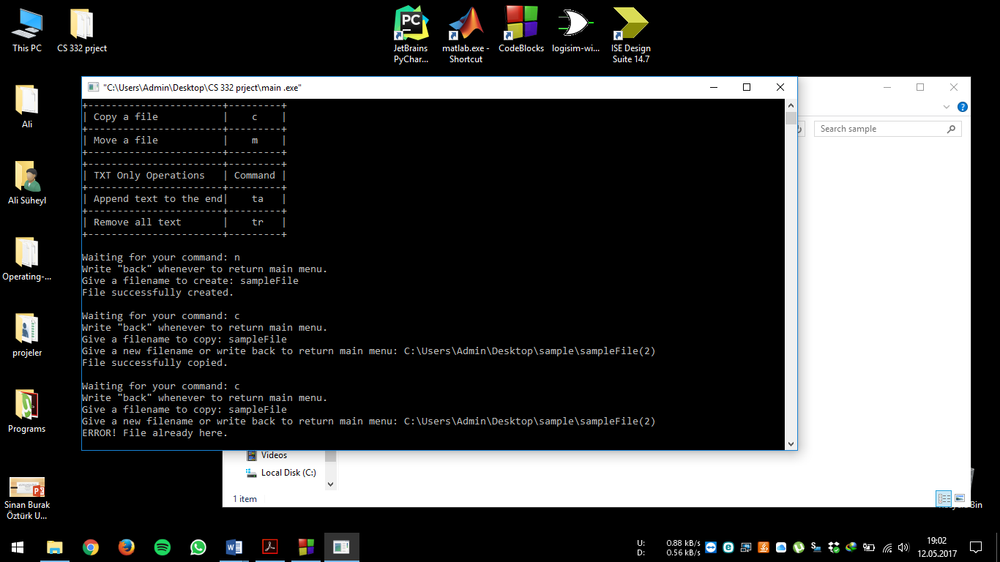 This PC
CS 332 prject
JetBrains
PyChar...
matlab.exe -
Shortcut
CodeBlocks
logisim-wi...
ISE Design
Suite 14.7
Ali
Ali Süheyl
Operating-...
projeler
Programs
Sinan Burak
Öztürk U...
"C:\Users\Admin\Desktop\CS 332 prject\main .exe"
+------------------------+---------+
| Copy a file           |    c    |
+------------------------+---------+
| Move a file           |    m    |
+------------------------+---------+
+------------------------+---------+
| TXT Only Operations   | Command |
+------------------------+---------+
| Append text to the end|    ta   |
+------------------------+---------+
| Remove all text       |    tr   |
+------------------------+---------+
Waiting for your command: n
Write "back" whenever to return main menu.
Give a filename to create: sampleFile
File successfully created.
Waiting for your command: c
Write "back" whenever to return main menu.
Give a filename to copy: sampleFile
Give a new filename or write back to return main menu: C:\Users\Admin\Desktop\sample\sampleFile(2)
File successfully copied.
Waiting for your command: c
Write "back" whenever to return main menu.
Give a filename to copy: sampleFile
Give a new filename or write back to return main menu: C:\Users\Admin\Desktop\sample\sampleFile(2)
ERROR! File already here.
Search sample
Videos
Local Disk (C:)
1 item
U: 0.88 kB/s
D: 0.56 kB/s
19:02
12.05.2017